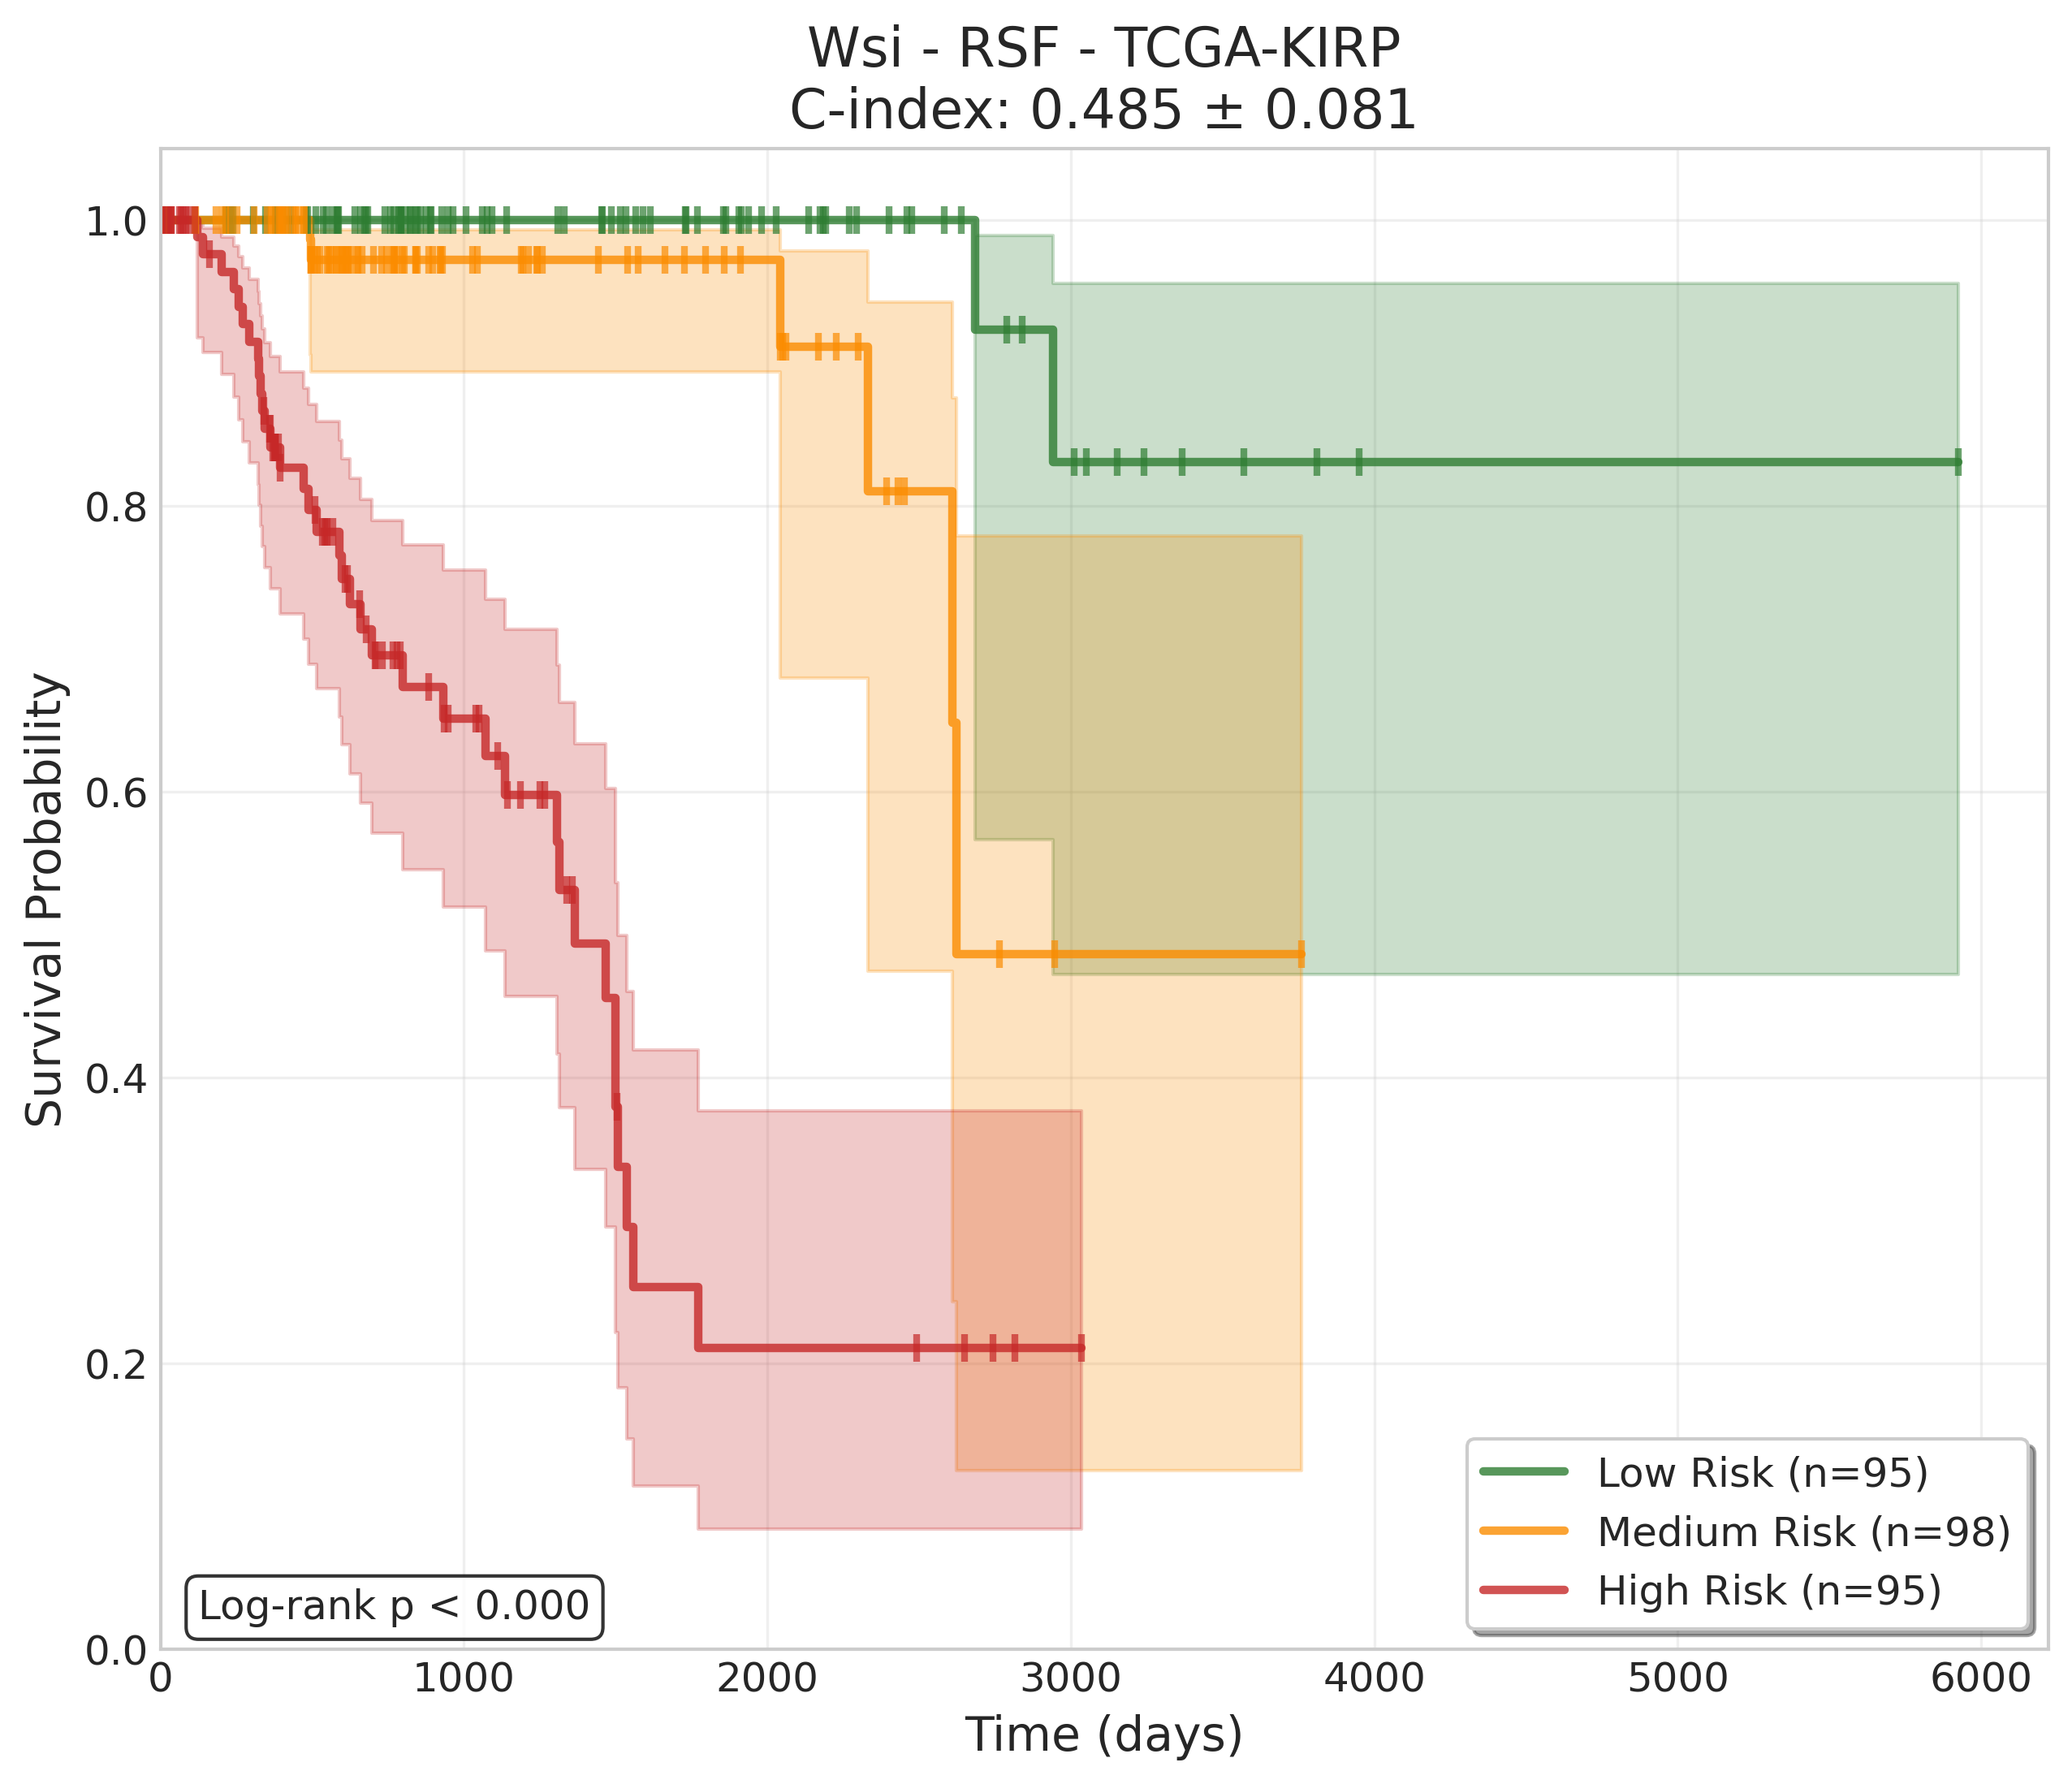 Wsi - RSF - TCGA-KIRP
C-index: 0.485 ± 0.081
Survival Probability
1.0
0.8
0.6
0.4
0.2
0.0
0 1000 2000 3000 4000 5000 6000
Time (days)
Log-rank p < 0.000
Low Risk (n=95)
Medium Risk (n=98)
High Risk (n=95)